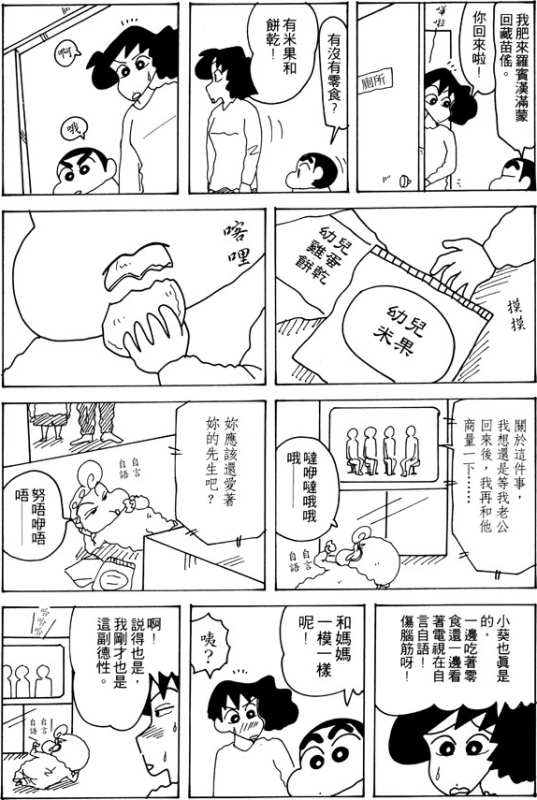 我肥來羅賓漢滿蒙
回藏苗傜。
你回來啦！
嘎啦
廁所
有沒有零食？
有米果和
餅乾！
啊
哦
摸
摸
幼兒
雞蛋
餅乾
幼兒
米果
喀
哩
關於這件事，
我想還是等我老公
回來後，我再和他
商量一下……
噠咿噠哦哦
哦
自言
自語
妳應該還愛著
妳的先生吧？
自言
自語
努唔咿唔
唔——
小葵也真是
的，
一邊吃著零
食還一邊看
著電視在自
言自語！
傷腦筋呀！
和媽媽
一模一樣
呢！
咦？
啊！
說得也是，
我剛才也是
這副德性。
自言
自語